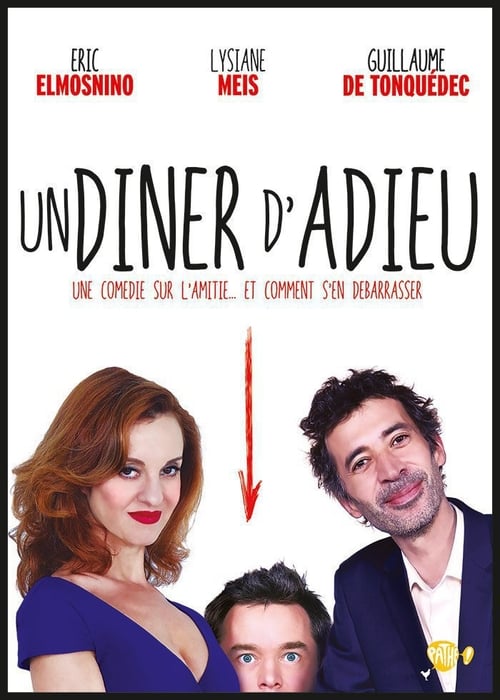 ERIC
ELMOSNINO
LYSIANE
MEIS
GUILLAUME
DE TONQUÉDEC
UN DINER D'ADIEU
UNE COMEDIE SUR L'AMITIE... ET COMMENT S'EN DEBARRASSER
PATHÉ!